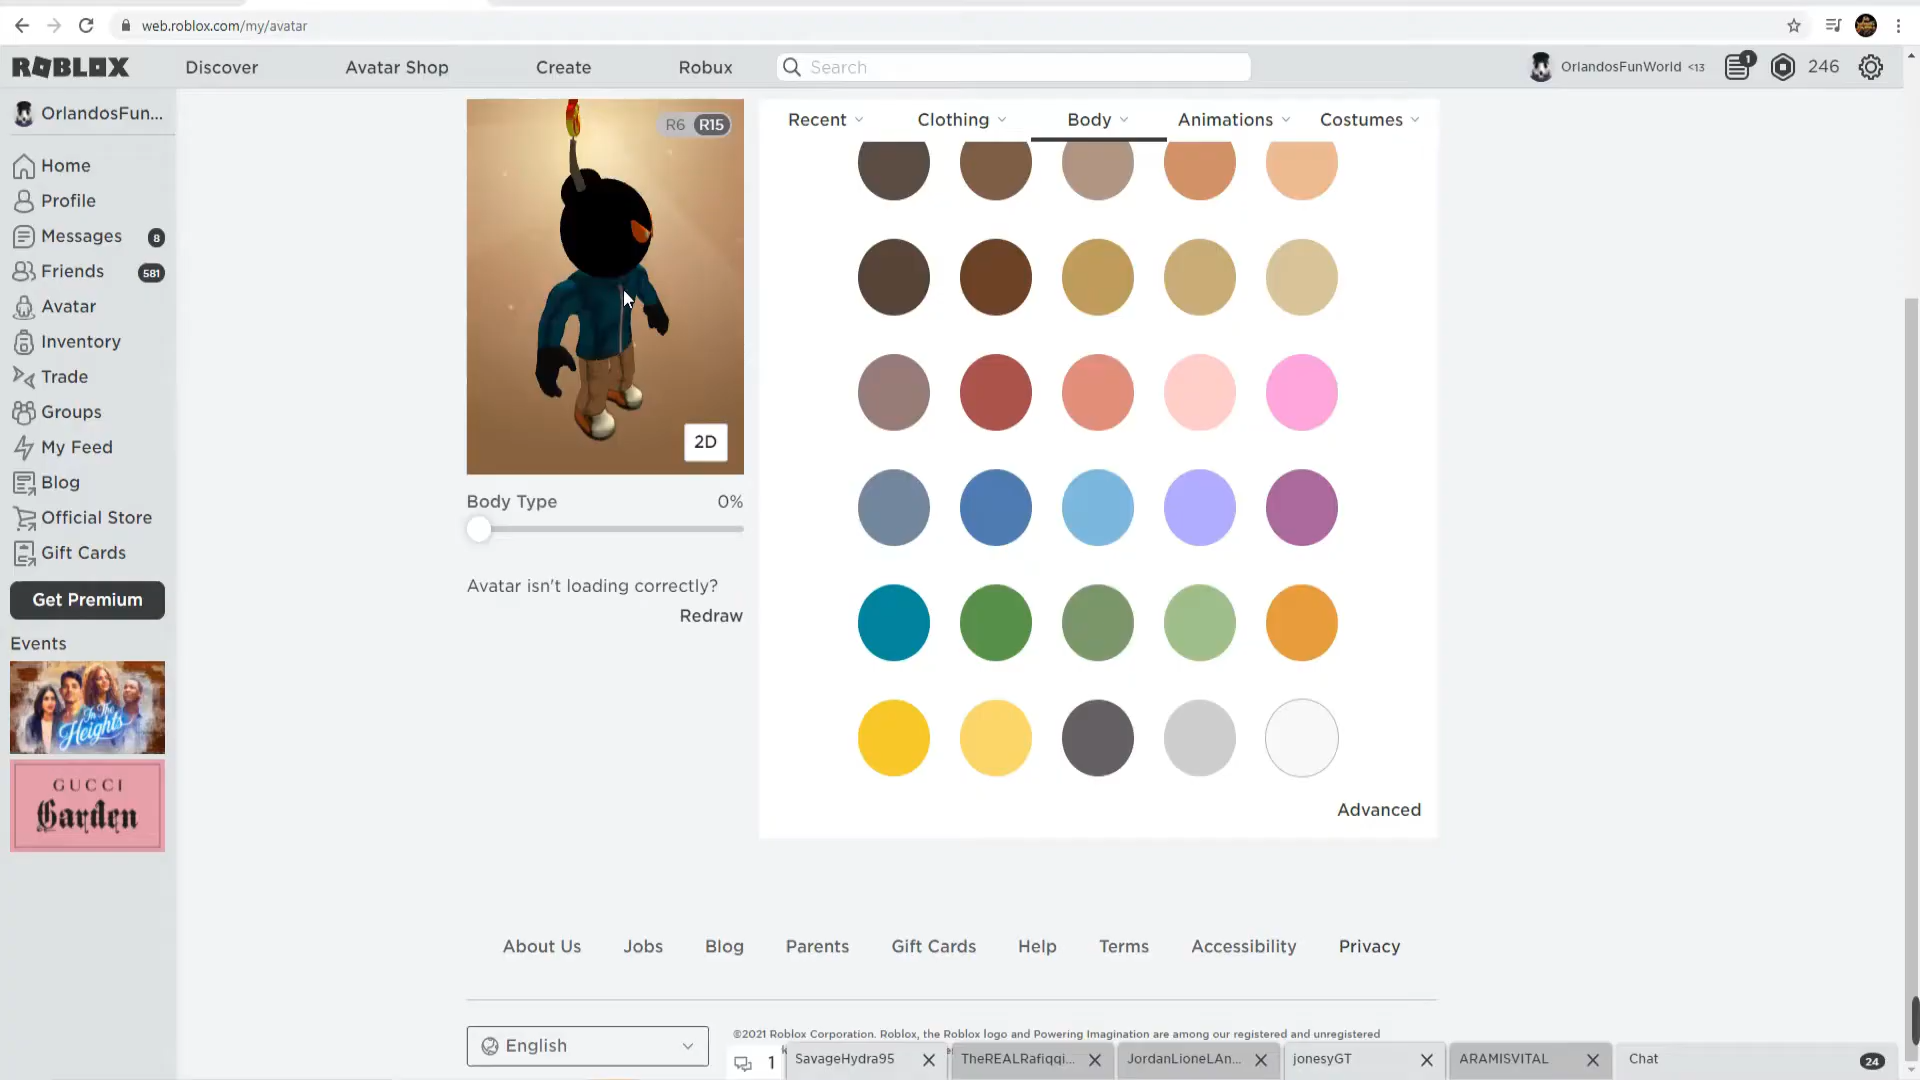 web.roblox.com/my/avatar
ROBLOX
Discover
Avatar Shop
Create
Robux
Search
OrlandosFunWorld <13
1
246
OrlandosFun...
Home
Profile
Messages 8
Friends 581
Avatar
Inventory
Trade
Groups
My Feed
Blog
Official Store
Gift Cards
Get Premium
Events
In The Heights
GUCCI
Garden
R6 R15
2D
Body Type 0%
Avatar isn't loading correctly?
Redraw
Recent
Clothing
Body
Animations
Costumes
Advanced
About Us
Jobs
Blog
Parents
Gift Cards
Help
Terms
Accessibility
Privacy
English
©2021 Roblox Corporation. Roblox, the Roblox logo and Powering Imagination are among our registered and unregistered
1
SavageHydra95
TheREALRafiqqi...
JordanLioneLAn...
jonesyGT
ARAMISVITAL
Chat
24